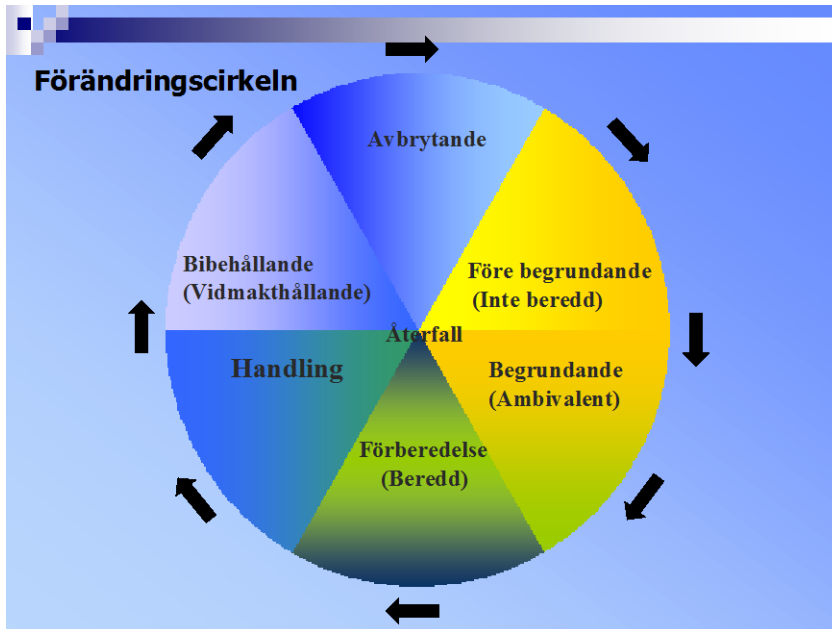 Förändringscirkeln
Avbrytande
Före begrundande
(Inte beredd)
Begrundande
(Ambivalent)
Förberedelse
(Beredd)
Handling
Bibehållande
(Vidmakthållande)
Återfall